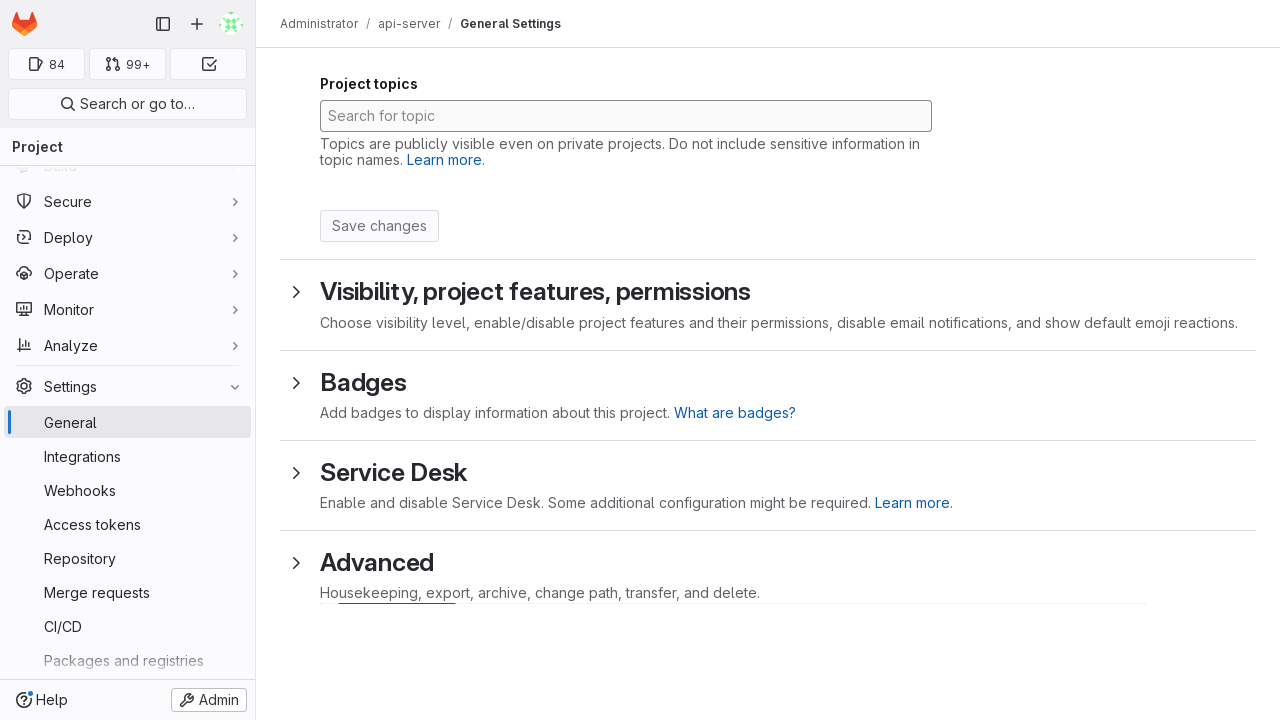 Administrator / api-server / General Settings
84
99+
Search or go to…
Project
Build
Secure
Deploy
Operate
Monitor
Analyze
Settings
General
Integrations
Webhooks
Access tokens
Repository
Merge requests
CI/CD
Packages and registries
Help
Admin
Project topics
Search for topic
Topics are publicly visible even on private projects. Do not include sensitive information in
topic names. Learn more.
Save changes
Visibility, project features, permissions
Choose visibility level, enable/disable project features and their permissions, disable email notifications, and show default emoji reactions.
Badges
Add badges to display information about this project. What are badges?
Service Desk
Enable and disable Service Desk. Some additional configuration might be required. Learn more.
Advanced
Housekeeping, export, archive, change path, transfer, and delete.